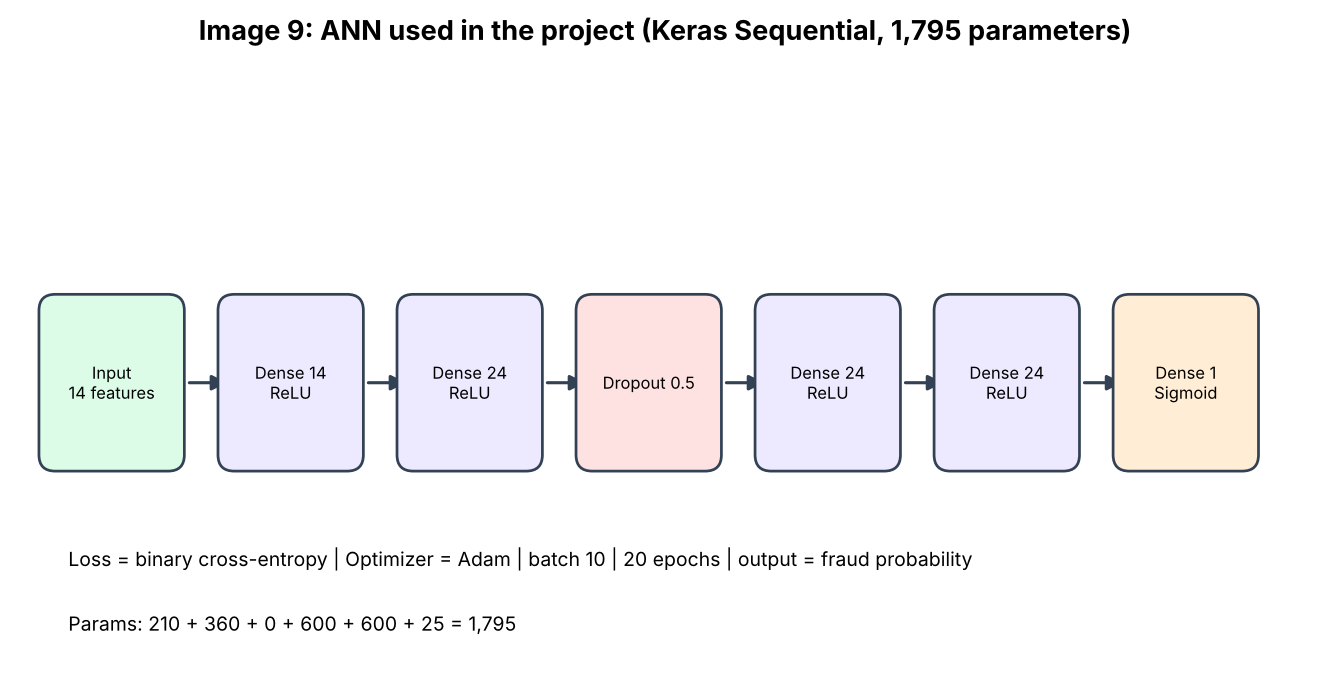 Image 9: ANN used in the project (Keras Sequential, 1,795 parameters)
Input
14 features
Dense 14
ReLU
Dense 24
ReLU
Dropout 0.5
Dense 24
ReLU
Dense 24
ReLU
Dense 1
Sigmoid
Loss = binary cross-entropy | Optimizer = Adam | batch 10 | 20 epochs | output = fraud probability
Params: 210 + 360 + 0 + 600 + 600 + 25 = 1,795